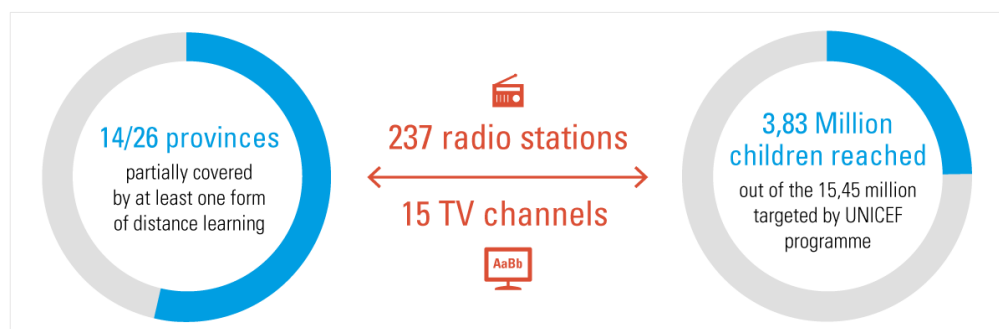 14/26 provinces
partially covered
by at least one form
of distance learning
237 radio stations
15 TV channels
AaBb
3,83 Million
children reached
out of the 15,45 million
targeted by UNICEF
programme